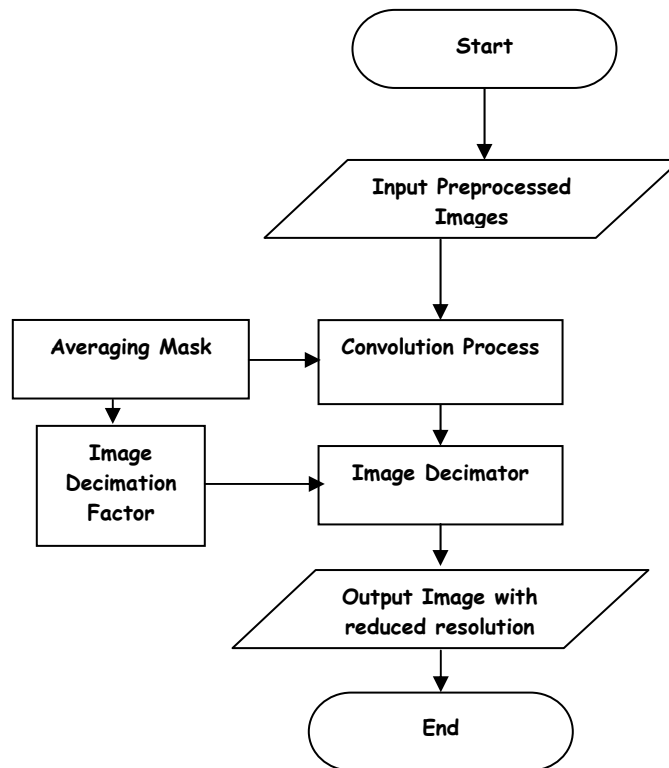 Start
Input Preprocessed
Images
Averaging Mask
Convolution Process
Image
Decimation
Factor
Image Decimator
Output Image with
reduced resolution
End